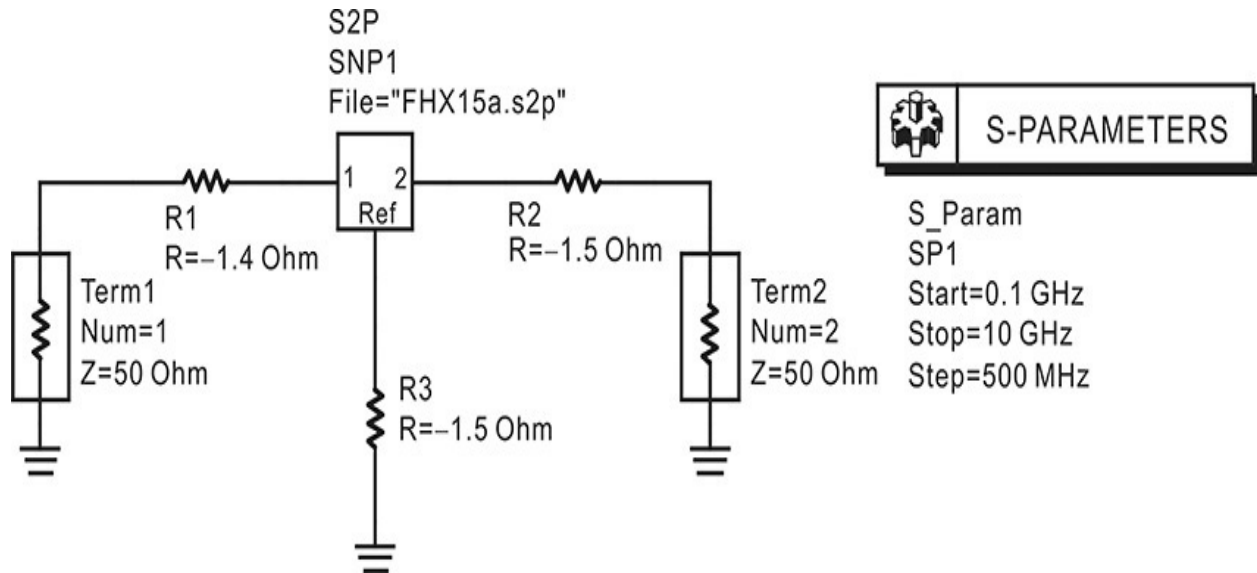 S2P
SNP1
File="FHX15a.s2p"
S-PARAMETERS
1 2
Ref
R1
R=−1.4 Ohm
R2
R=−1.5 Ohm
S_Param
SP1
Start=0.1 GHz
Stop=10 GHz
Step=500 MHz
Term1
Num=1
Z=50 Ohm
Term2
Num=2
Z=50 Ohm
R3
R=−1.5 Ohm